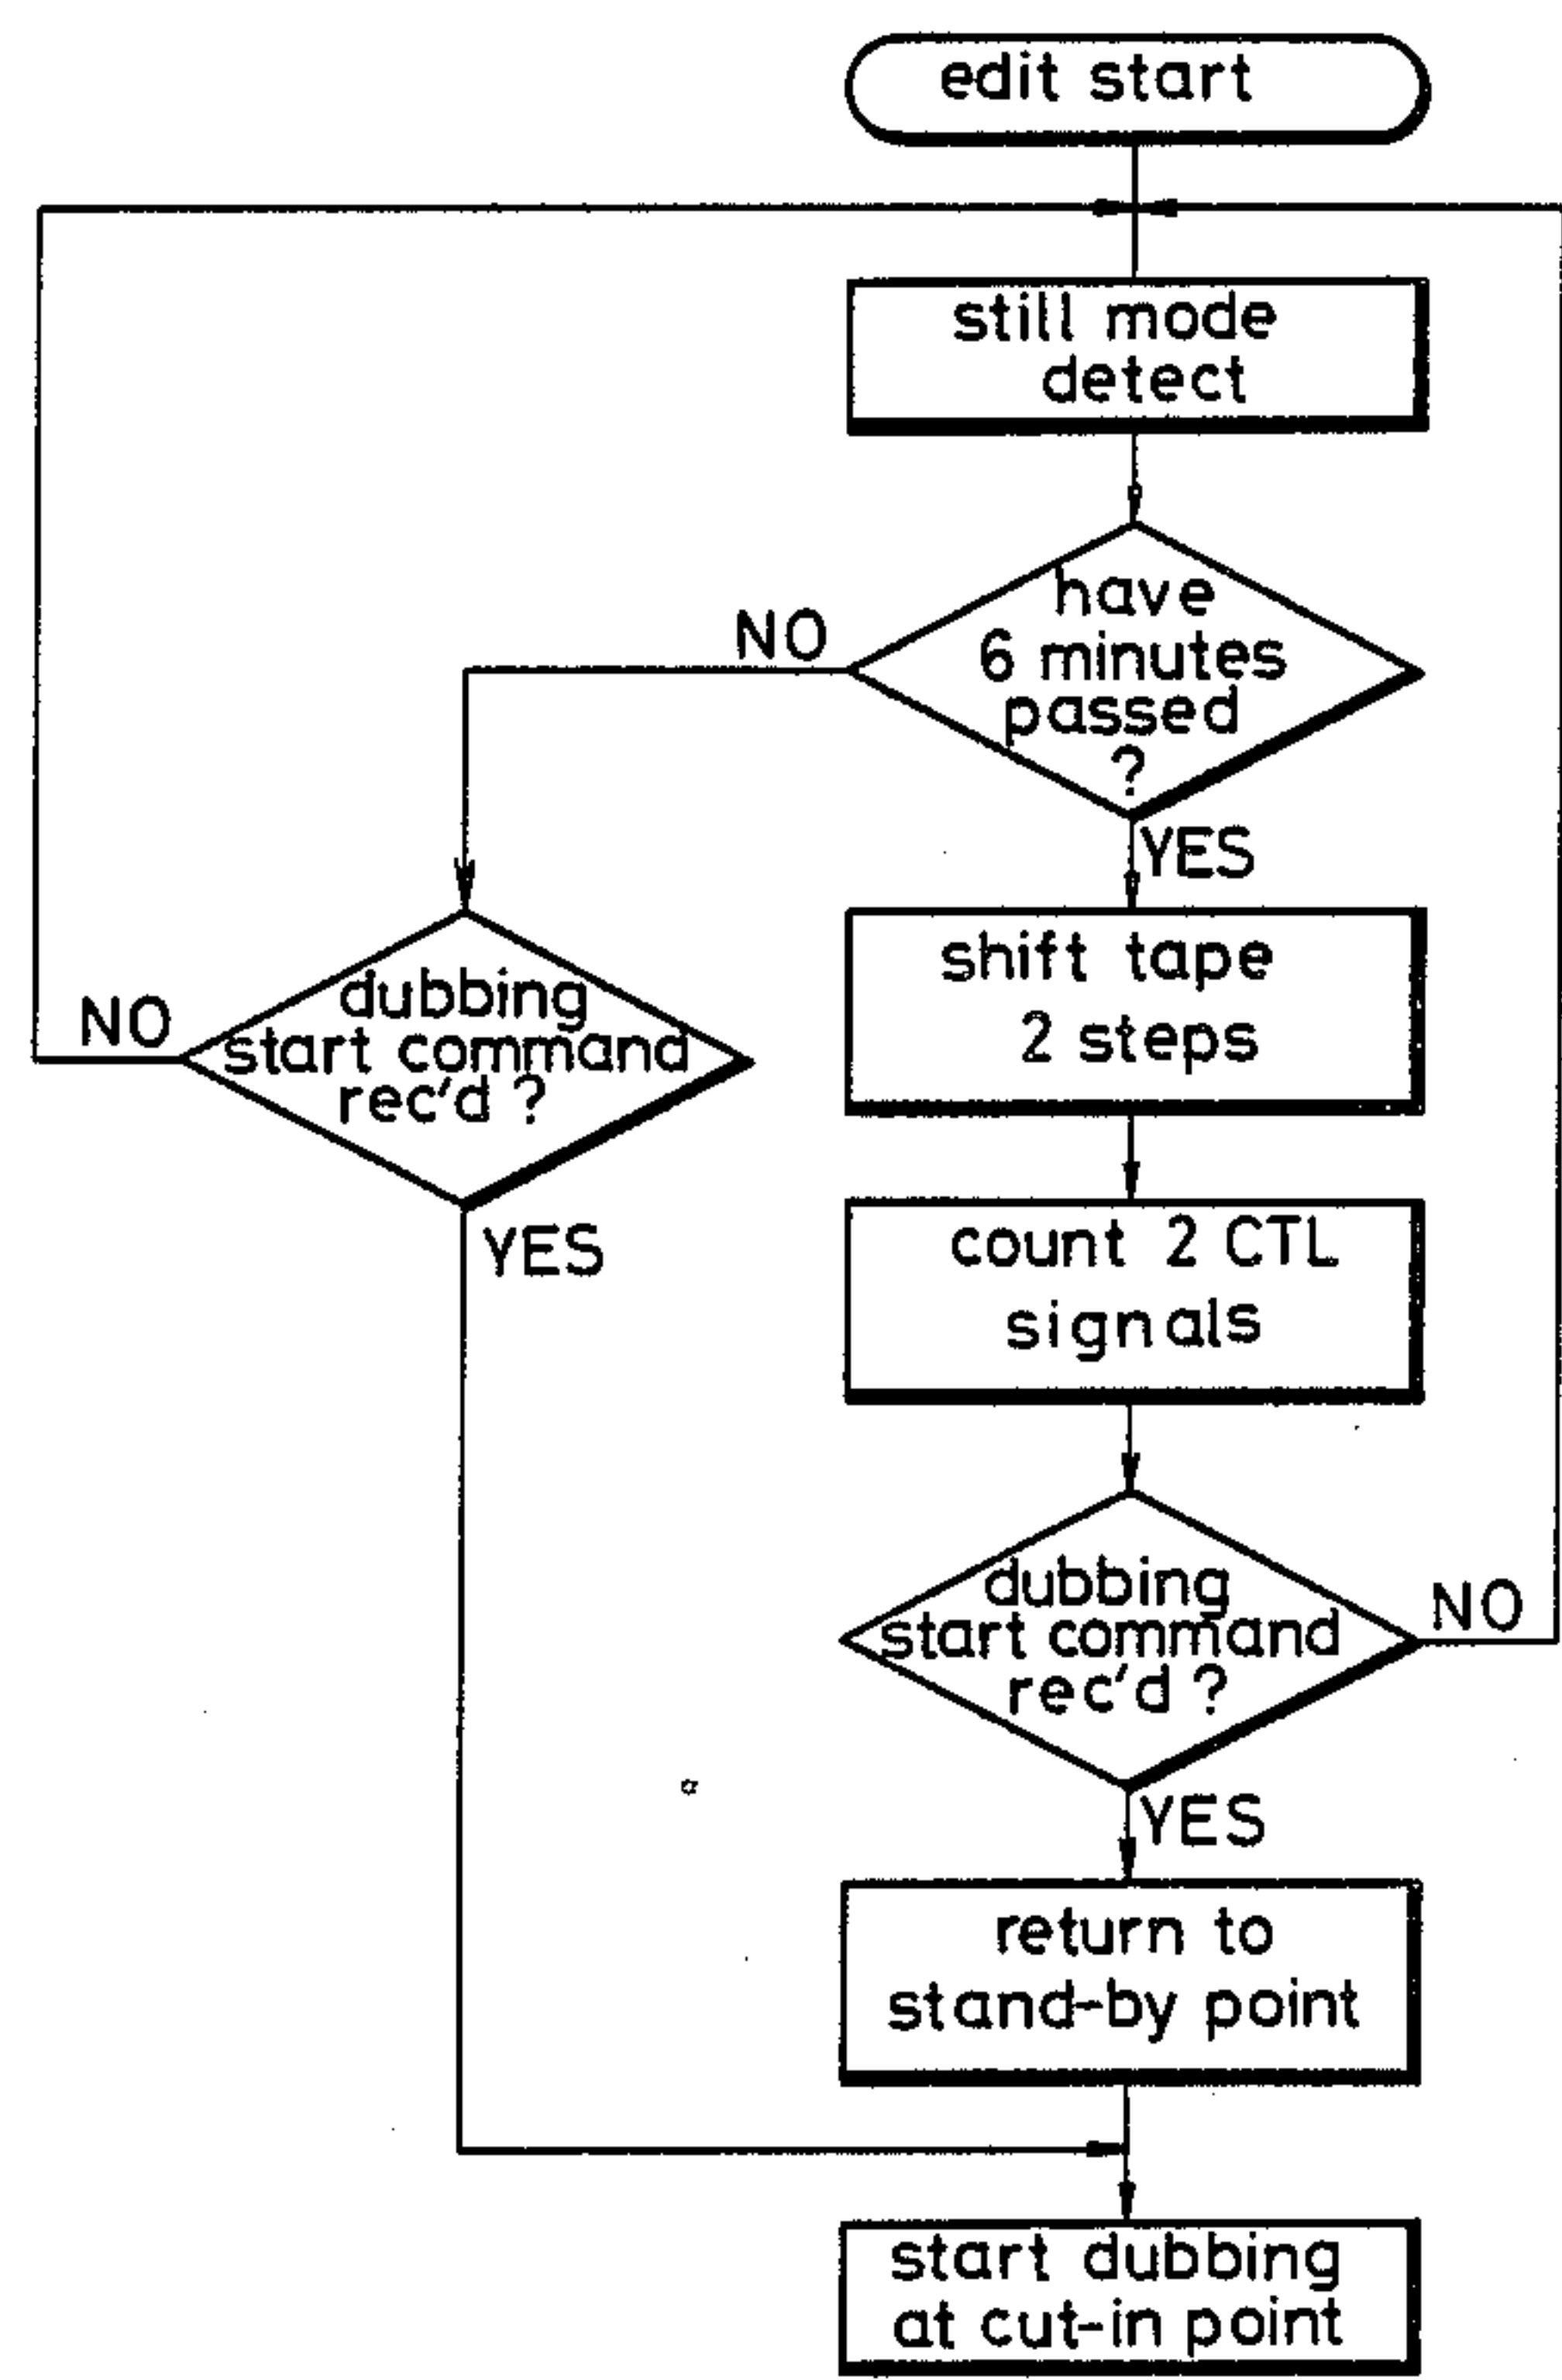 edit start
still mode
detect
have
6 minutes
passed
?
NO
YES
dubbing
start command
rec'd ?
NO
YES
shift tape
2 steps
count 2 CTL
signals
dubbing
start command
rec'd ?
NO
YES
return to
stand-by point
start dubbing
at cut-in point